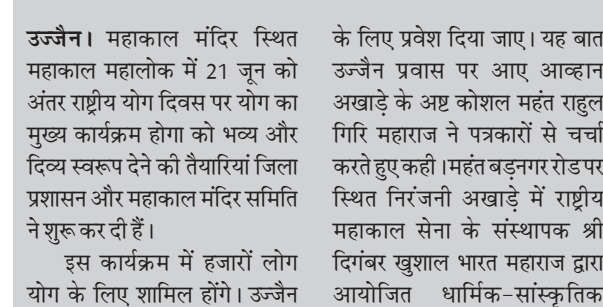 उज्जैन। महाकाल मंदिर स्थित
महाकाल महालोक में 21 जून को
अंतर राष्ट्रीय योग दिवस पर योग का
मुख्य कार्यक्रम होगा को भव्य और
दिव्य स्वरूप देने की तैयारियां जिला
प्रशासन और महाकाल मंदिर समिति
ने शुरू कर दी हैं।
इस कार्यक्रम में हजारों लोग
योग के लिए शामिल होंगे। उज्जैन
के लिए प्रवेश दिया जाए। यह बात
उज्जैन प्रवास पर आए आव्हान
अखाड़े के अष्ट कोशल महंत राहुल
गिरि महाराज ने पत्रकारों से चर्चा
करते हुए कही।महंत बड़नगर रोड पर
स्थित निरंजनी अखाड़े में राष्ट्रीय
महाकाल सेना के संस्थापक श्री
दिगंबर खुशाल भारत महाराज द्वारा
आयोजित धार्मिक-सांस्कृतिक